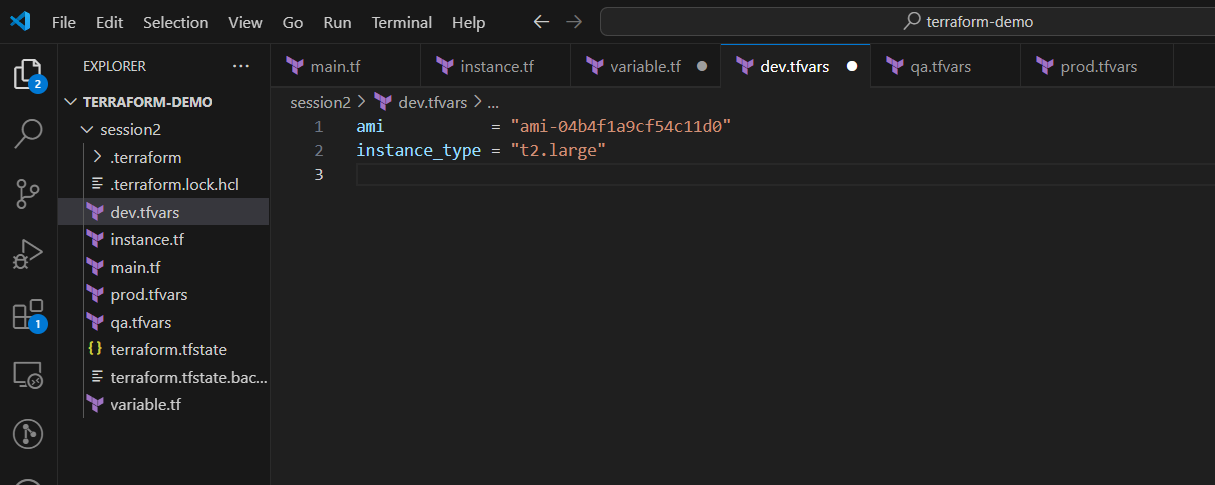 File Edit Selection View Go Run Terminal Help
terraform-demo
EXPLORER
main.tf
instance.tf
variable.tf
dev.tfvars
qa.tfvars
prod.tfvars
2
TERRAFORM-DEMO
session2 > dev.tfvars > ...
1 ami = "ami-04b4f1a9cf54c11d0"
2 instance_type = "t2.large"
3
session2
.terraform
.terraform.lock.hcl
dev.tfvars
instance.tf
main.tf
prod.tfvars
qa.tfvars
terraform.tfstate
terraform.tfstate.bac...
variable.tf
1